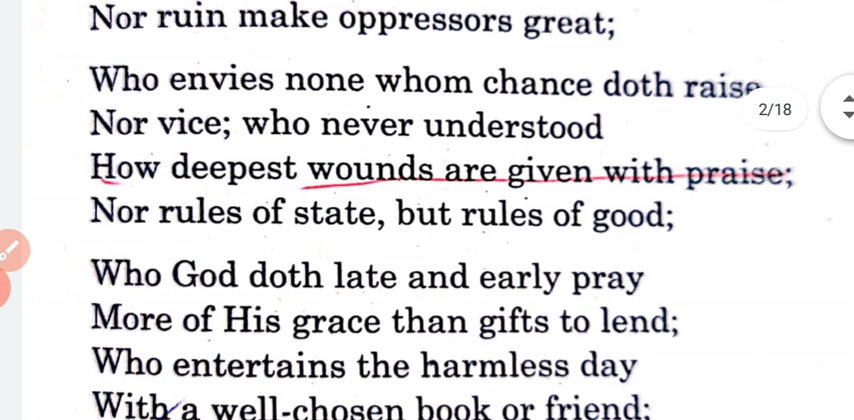 Nor ruin make oppressors great;
Who envies none whom chance doth raise
2/18
Nor vice; who never understood
How deepest wounds are given with praise;
Nor rules of state, but rules of good;
Who God doth late and early pray
More of His grace than gifts to lend;
Who entertains the harmless day
With a well-chosen book or friend;